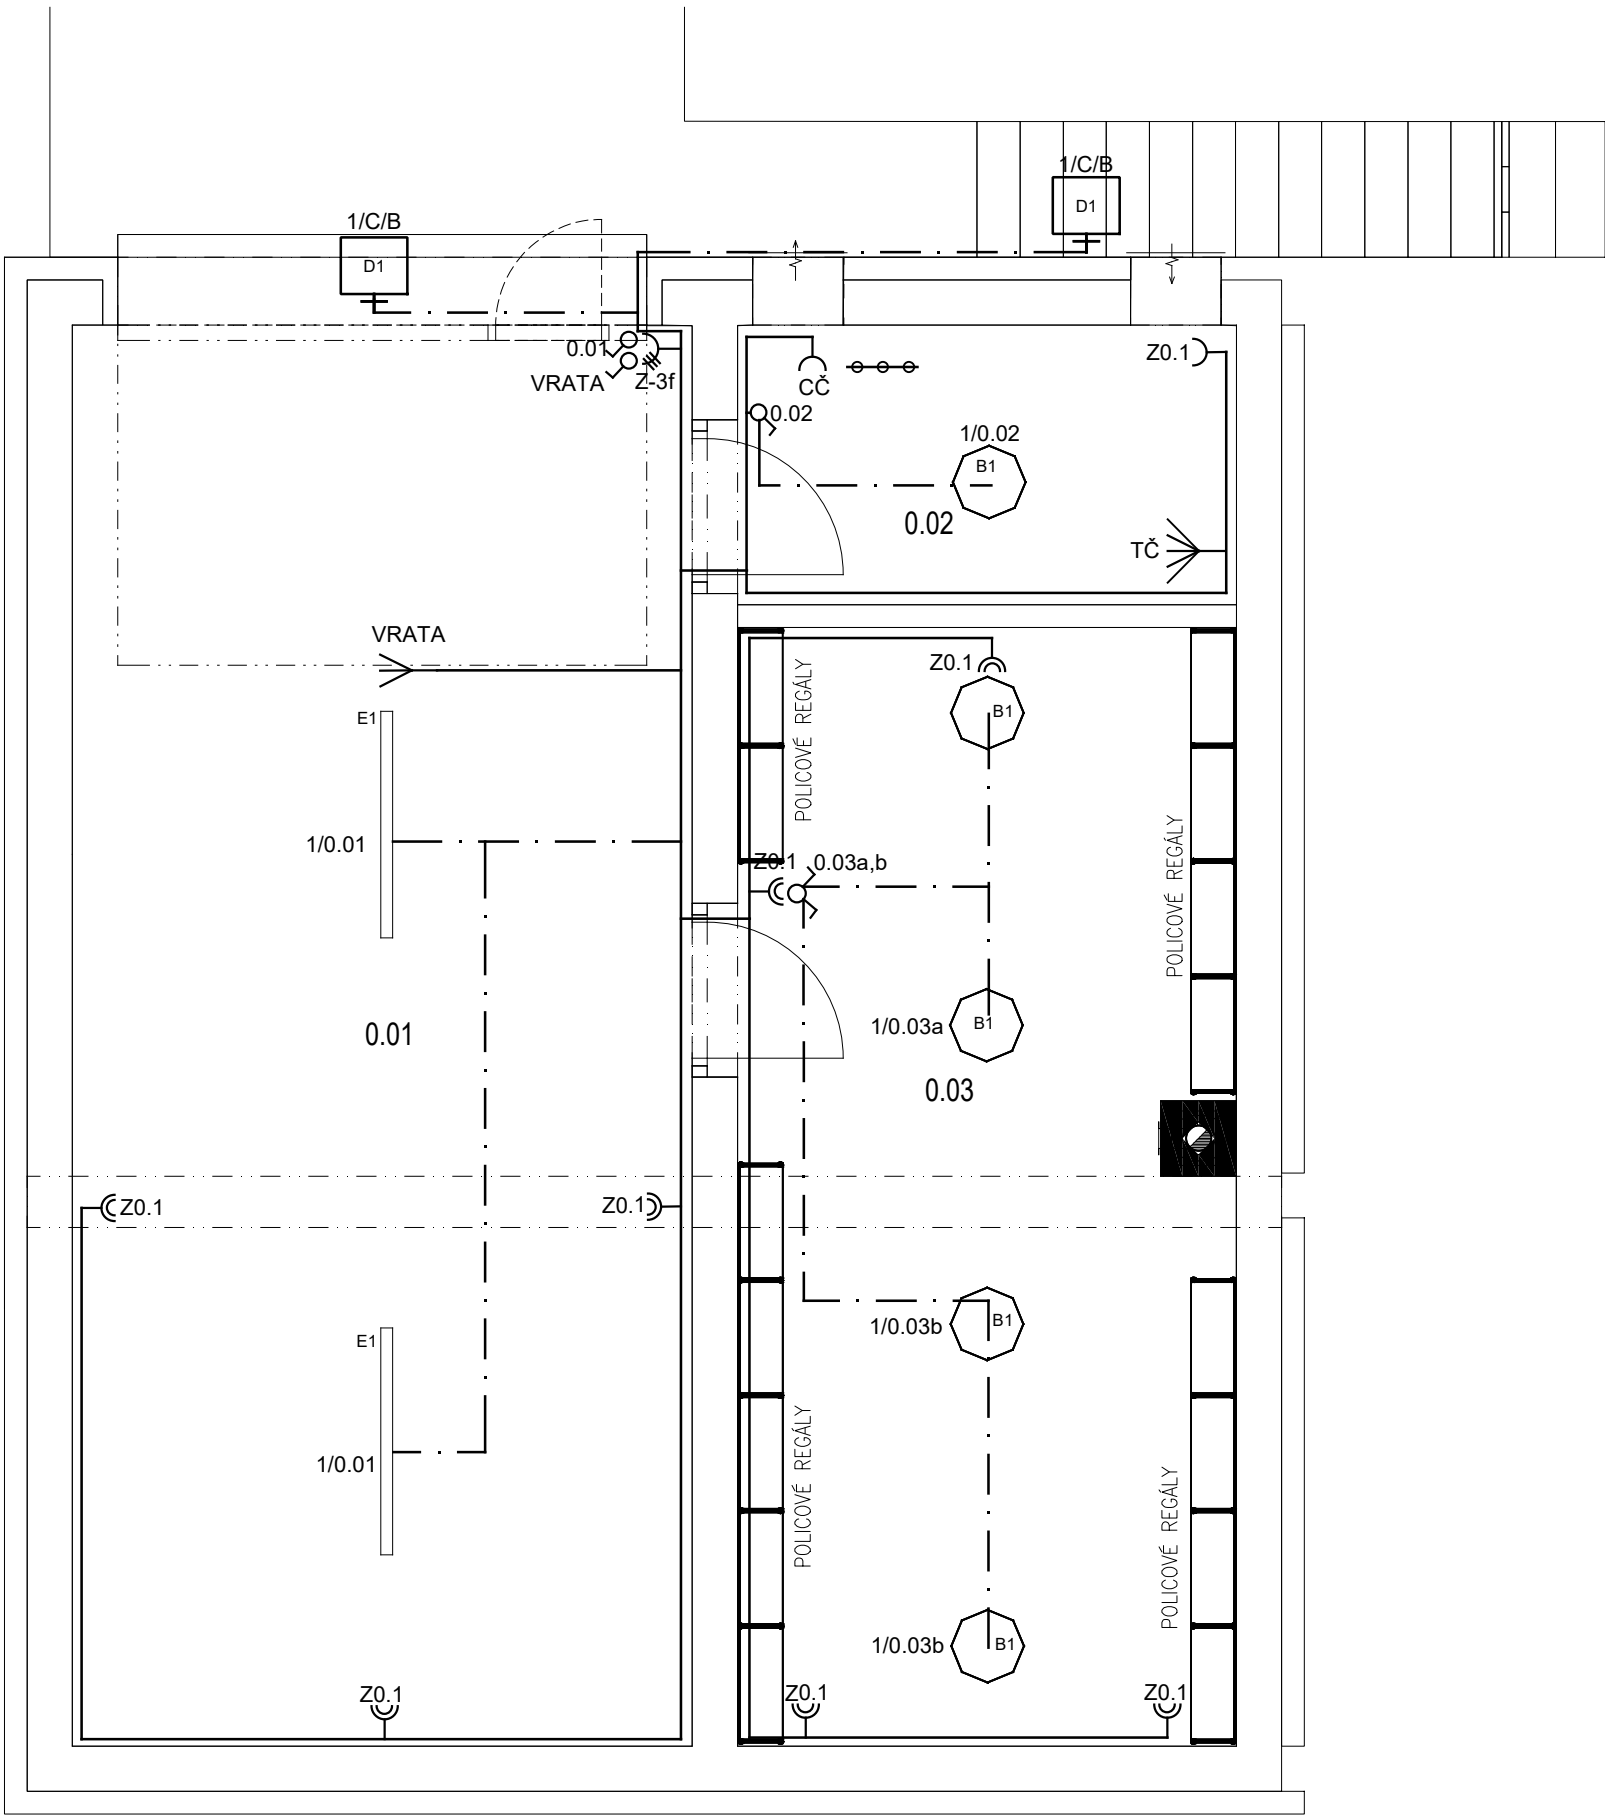 1/C/B
D1
1/C/B
D1
0.01
VRATA
Z-3f
CČ
0.02
Z0.1
1/0.02
B1
0.02
TČ
VRATA
Z0.1
B1
POLICOVÉ REGÁLY
E1
1/0.01
Z0.1
0.03a,b
POLICOVÉ REGÁLY
0.01
1/0.03a
B1
0.03
Z0.1
Z0.1
E1
1/0.01
1/0.03b
B1
POLICOVÉ REGÁLY
POLICOVÉ REGÁLY
1/0.03b
B1
Z0.1
Z0.1
Z0.1